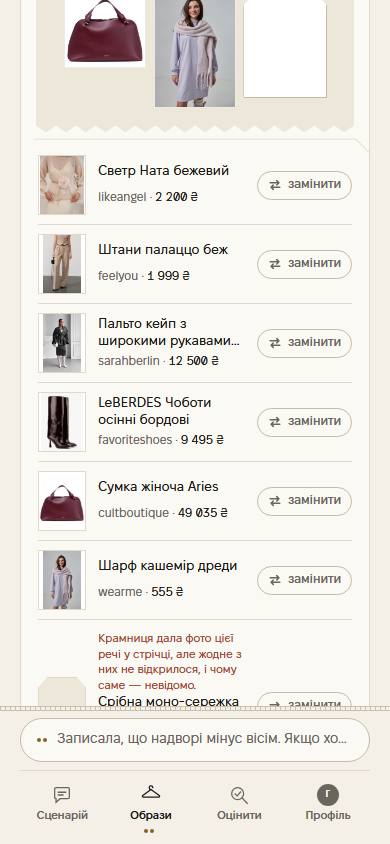 Светр Ната бежевий
likeangel · 2 200 ₴
замінити
Штани палаццо беж
feelyou · 1 999 ₴
замінити
Пальто кейп з
широкими рукавами...
sarahberlin · 12 500 ₴
замінити
LeBERDES Чоботи
осінні бордові
favoriteshoes · 9 495 ₴
замінити
Сумка жіноча Aries
cultboutique · 49 035 ₴
замінити
Шарф кашемір дреди
wearme · 555 ₴
замінити
Крамниця дала фото цієї
речі у стрічці, але жодне з
них не відкрилося, і чому
саме — невідомо.
Срібна моно-сережка
замінити
Записала, що надворі мінус вісім. Якщо хо...
Сценарій
Образи
Оцінити
Г
Профіль